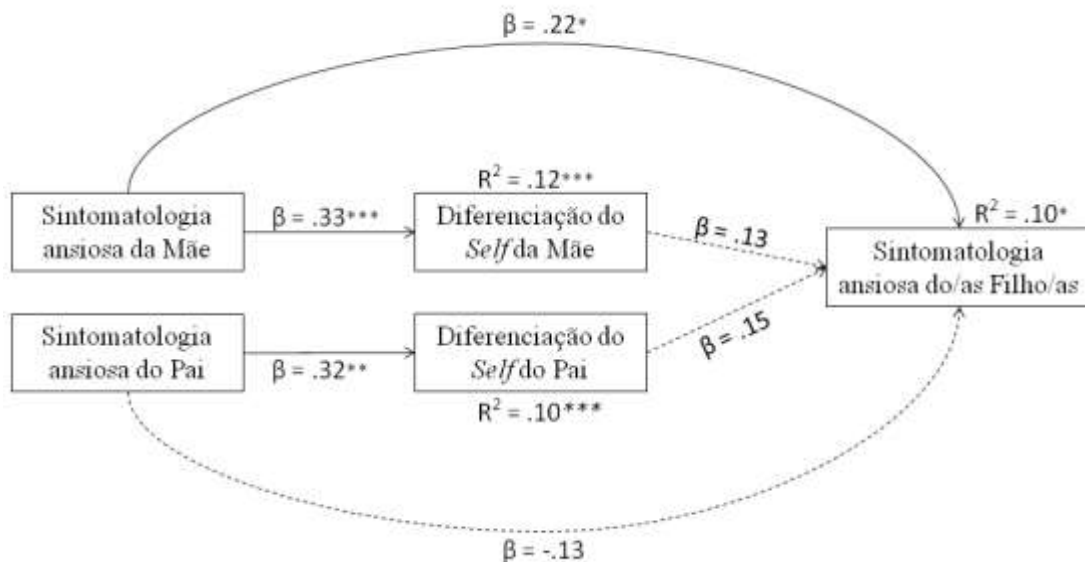 β = .22*
R² = .12***
Sintomatologia
ansiosa da Mãe
β = .33***
Diferenciação do
Self da Mãe
β = .13
R² = .10*
Sintomatologia
ansiosa do/as Filho/as
Sintomatologia
ansiosa do Pai
β = .32**
Diferenciação do
Self do Pai
β = .15
R² = .10***
β = -.13